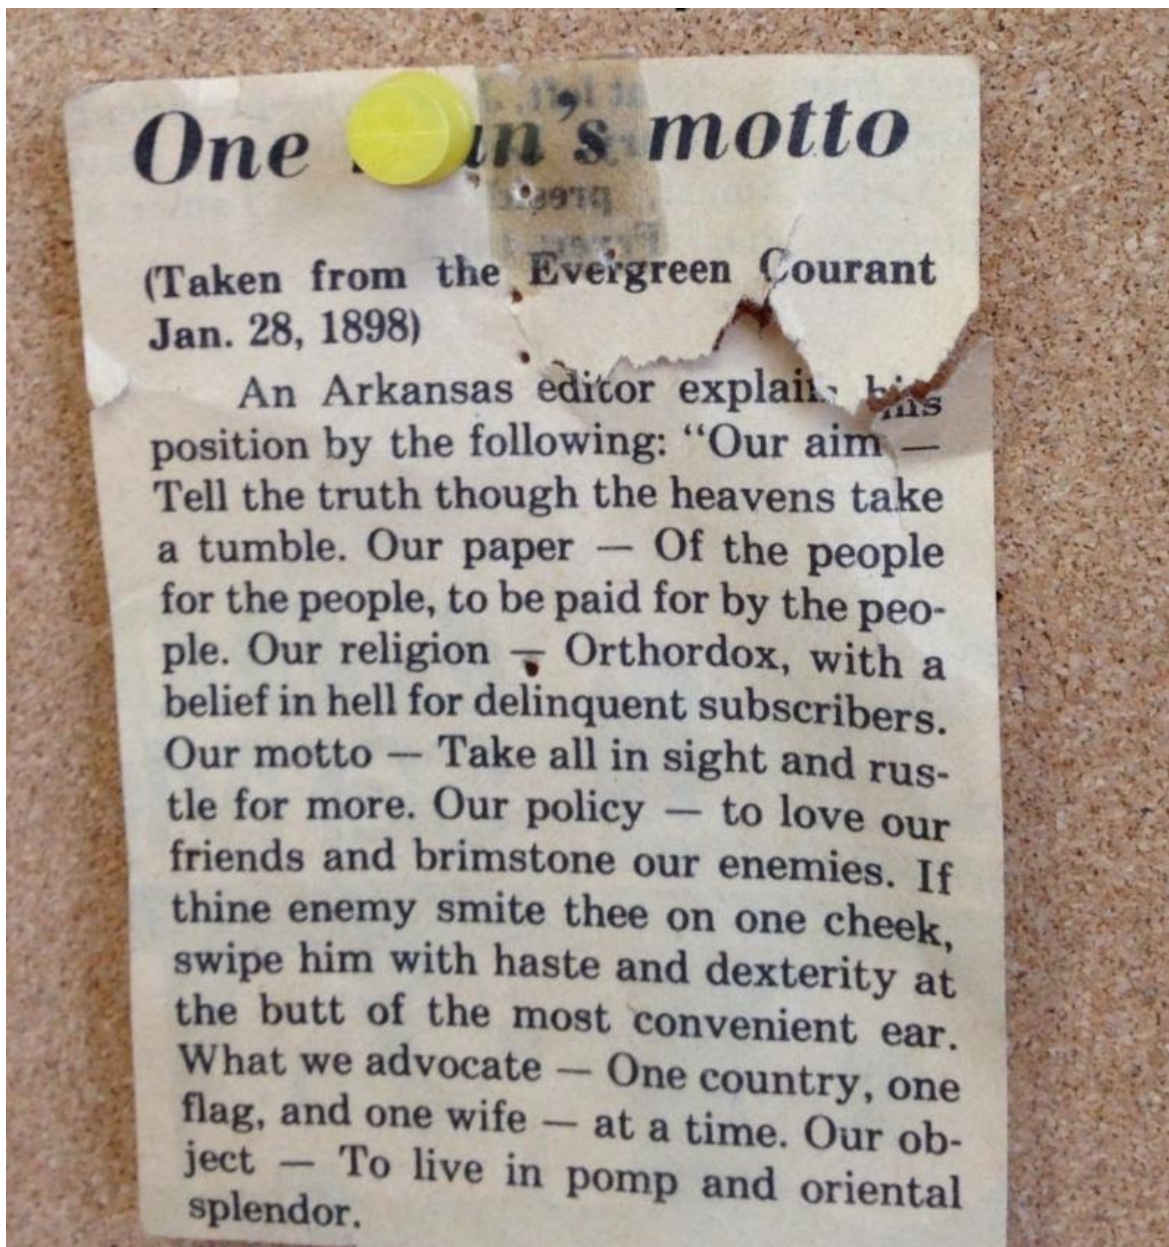 One motto
(Taken from the Evergreen Courant
Jan. 28, 1898)
An Arkansas editor explains his
position by the following: “Our aim —
Tell the truth though the heavens take
a tumble. Our paper — Of the people
for the people, to be paid for by the peo-
ple. Our religion — Orthordox, with a
belief in hell for delinquent subscribers.
Our motto — Take all in sight and rus-
tle for more. Our policy — to love our
friends and brimstone our enemies. If
thine enemy smite thee on one cheek,
swipe him with haste and dexterity at
the butt of the most convenient ear.
What we advocate — One country, one
flag, and one wife — at a time. Our ob-
ject — To live in pomp and oriental
splendor.